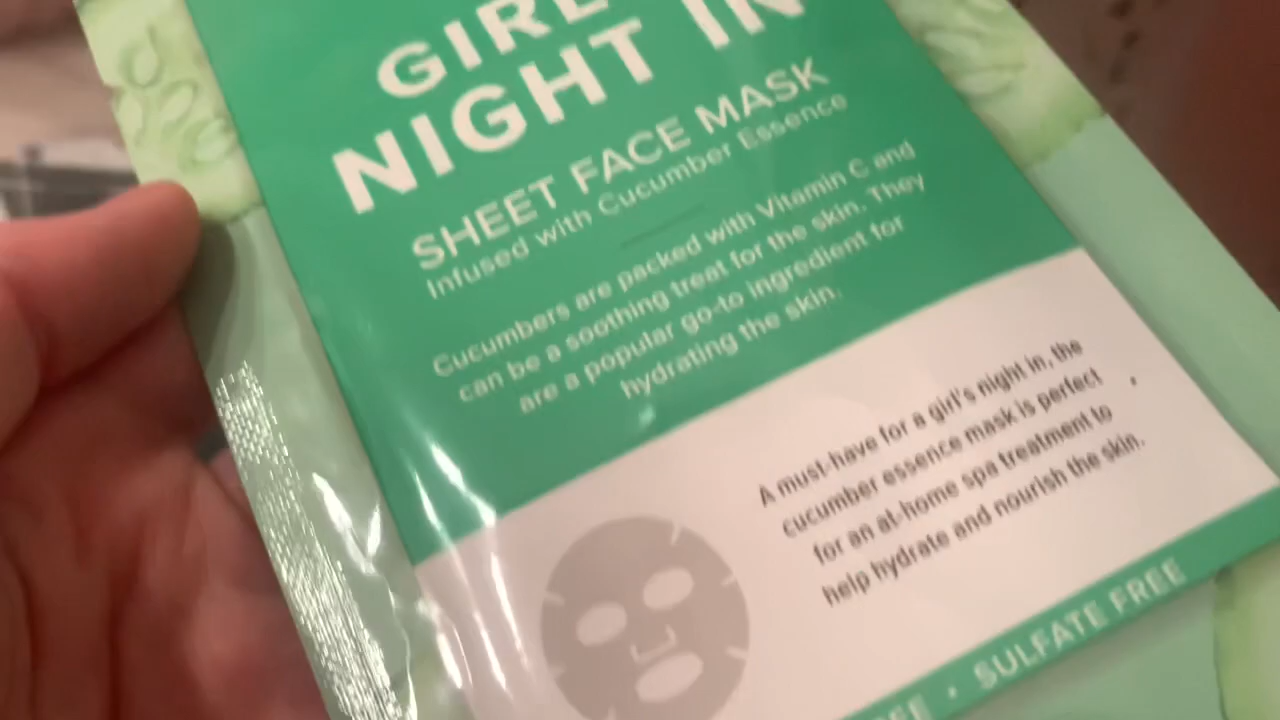 GIRL
NIGHT IN
SHEET FACE MASK
Infused with Cucumber Essence
Cucumbers are packed with Vitamin C and
can be a soothing treat for the skin. They
are a popular go-to ingredient for
hydrating the skin.
A must-have for a girl's night in, the
cucumber essence mask is perfect
for an at-home spa treatment to
help hydrate and nourish the skin.
• SULFATE FREE